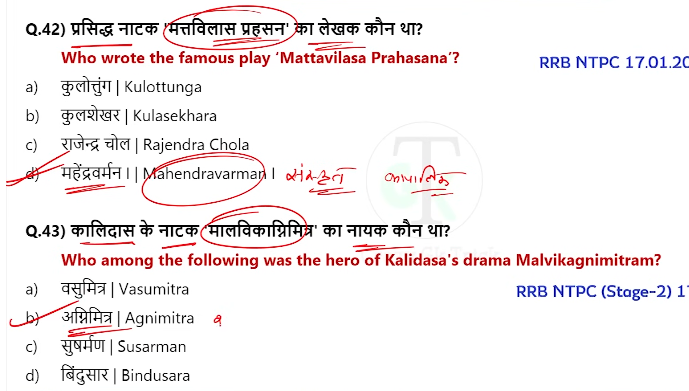 Q.42) प्रसिद्ध नाटक 'मत्तविलास प्रहसन' का लेखक कौन था?
Who wrote the famous play ‘Mattavilasa Prahasana’?
RRB NTPC 17.01.20
a) कुलोत्तुंग | Kulottunga
b) कुलशेखर | Kulasekhara
c) राजेन्द्र चोल | Rajendra Chola
d) महेंद्रवर्मन I | Mahendravarman I संस्कृत कापालिक
Q.43) कालिदास के नाटक 'मालविकाग्निमित्र' का नायक कौन था?
Who among the following was the hero of Kalidasa's drama Malvikagnimitram?
a) वसुमित्र | Vasumitra
RRB NTPC (Stage-2) 1
b) अग्निमित्र | Agnimitra
c) सुषर्मण | Susarman
d) बिंदुसार | Bindusara